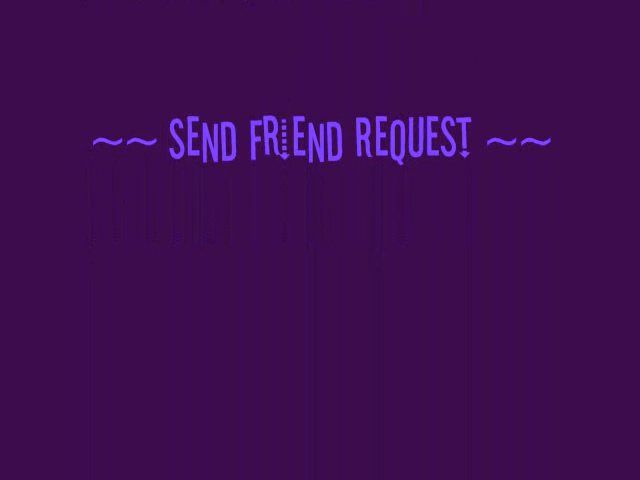 ~~ SEND FRIEND REQUEST ~~